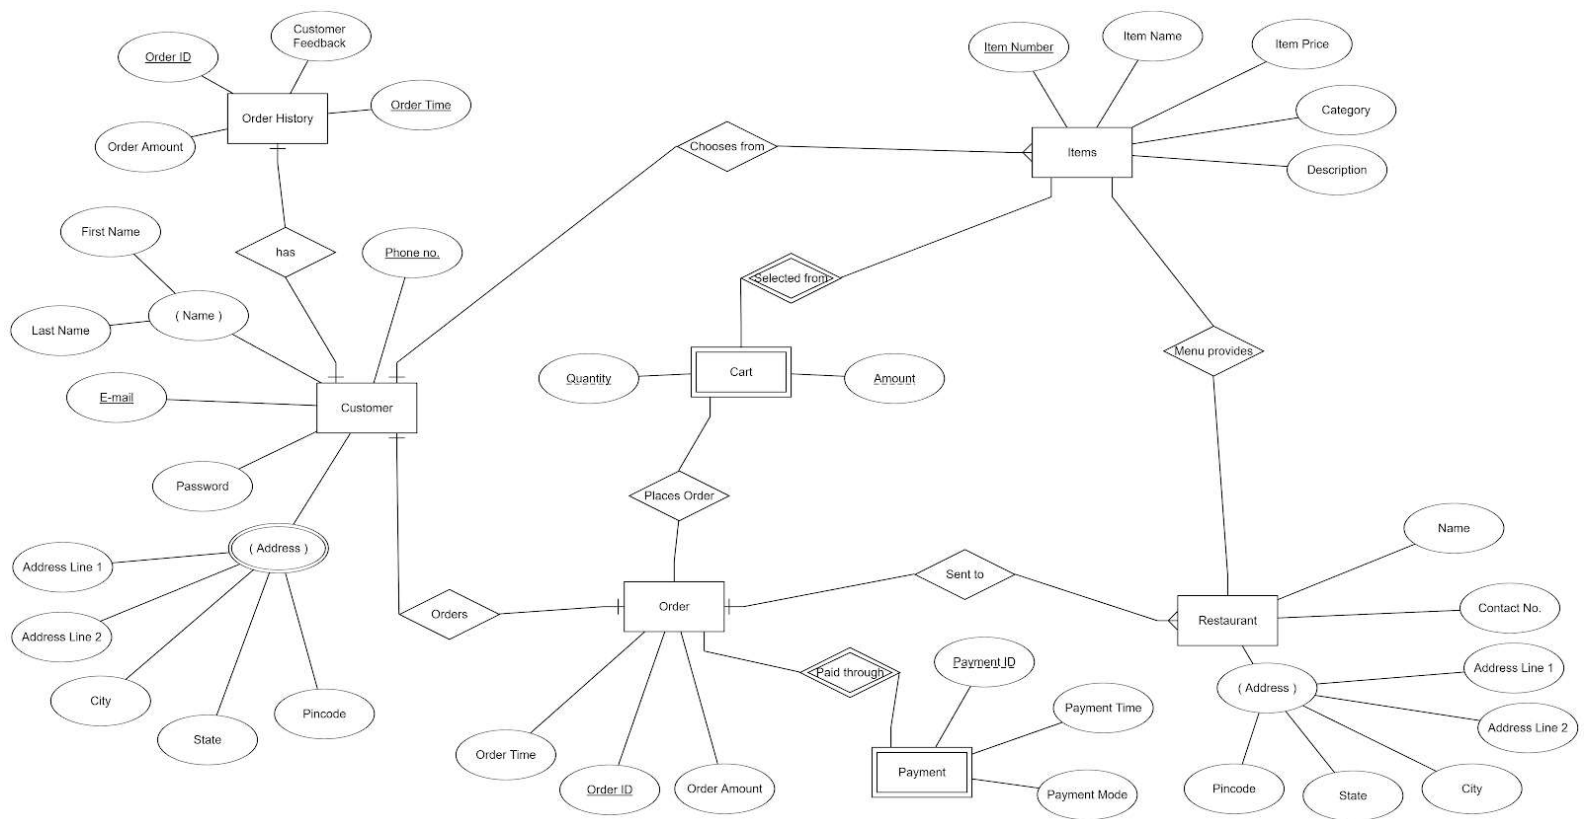 Customer
Feedback
Order ID
Order Time
Order History
Order Amount
Item Number
Item Name
Item Price
Category
Description
Items
Chooses from
First Name
has
Phone no.
( Name )
Last Name
Selected from
Menu provides
E-mail
Customer
Quantity
Cart
Amount
Password
Places Order
( Address )
Address Line 1
Address Line 2
City
State
Pincode
Orders
Order
Sent to
Restaurant
Name
Contact No.
( Address )
Address Line 1
Address Line 2
City
State
Pincode
Paid through
Payment ID
Payment Time
Payment
Payment Mode
Order Time
Order ID
Order Amount